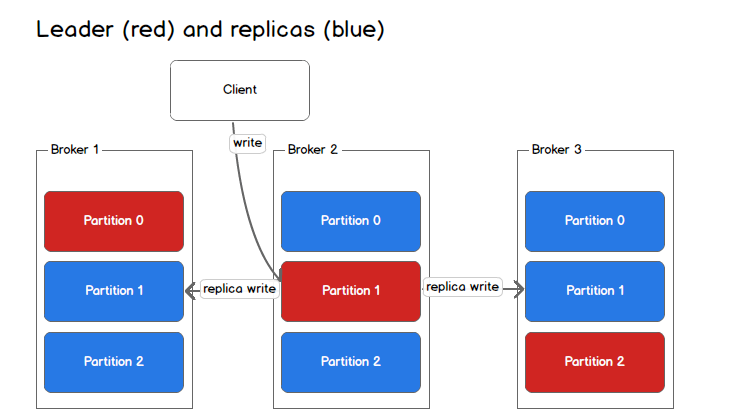 Leader (red) and replicas (blue)
Client
write
Broker 1
Broker 2
Broker 3
Partition 0
Partition 0
Partition 0
Partition 1
replica write
Partition 1
replica write
Partition 1
Partition 2
Partition 2
Partition 2